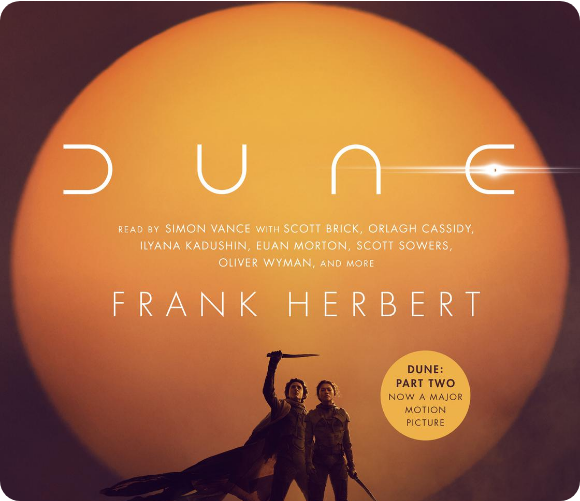 DUNE
READ BY SIMON VANCE WITH SCOTT BRICK, ORLAGH CASSIDY,
ILYANA KADUSHIN, EUAN MORTON, SCOTT SOWERS,
OLIVER WYMAN, AND MORE
FRANK HERBERT
DUNE:
PART TWO
NOW A MAJOR
MOTION
PICTURE